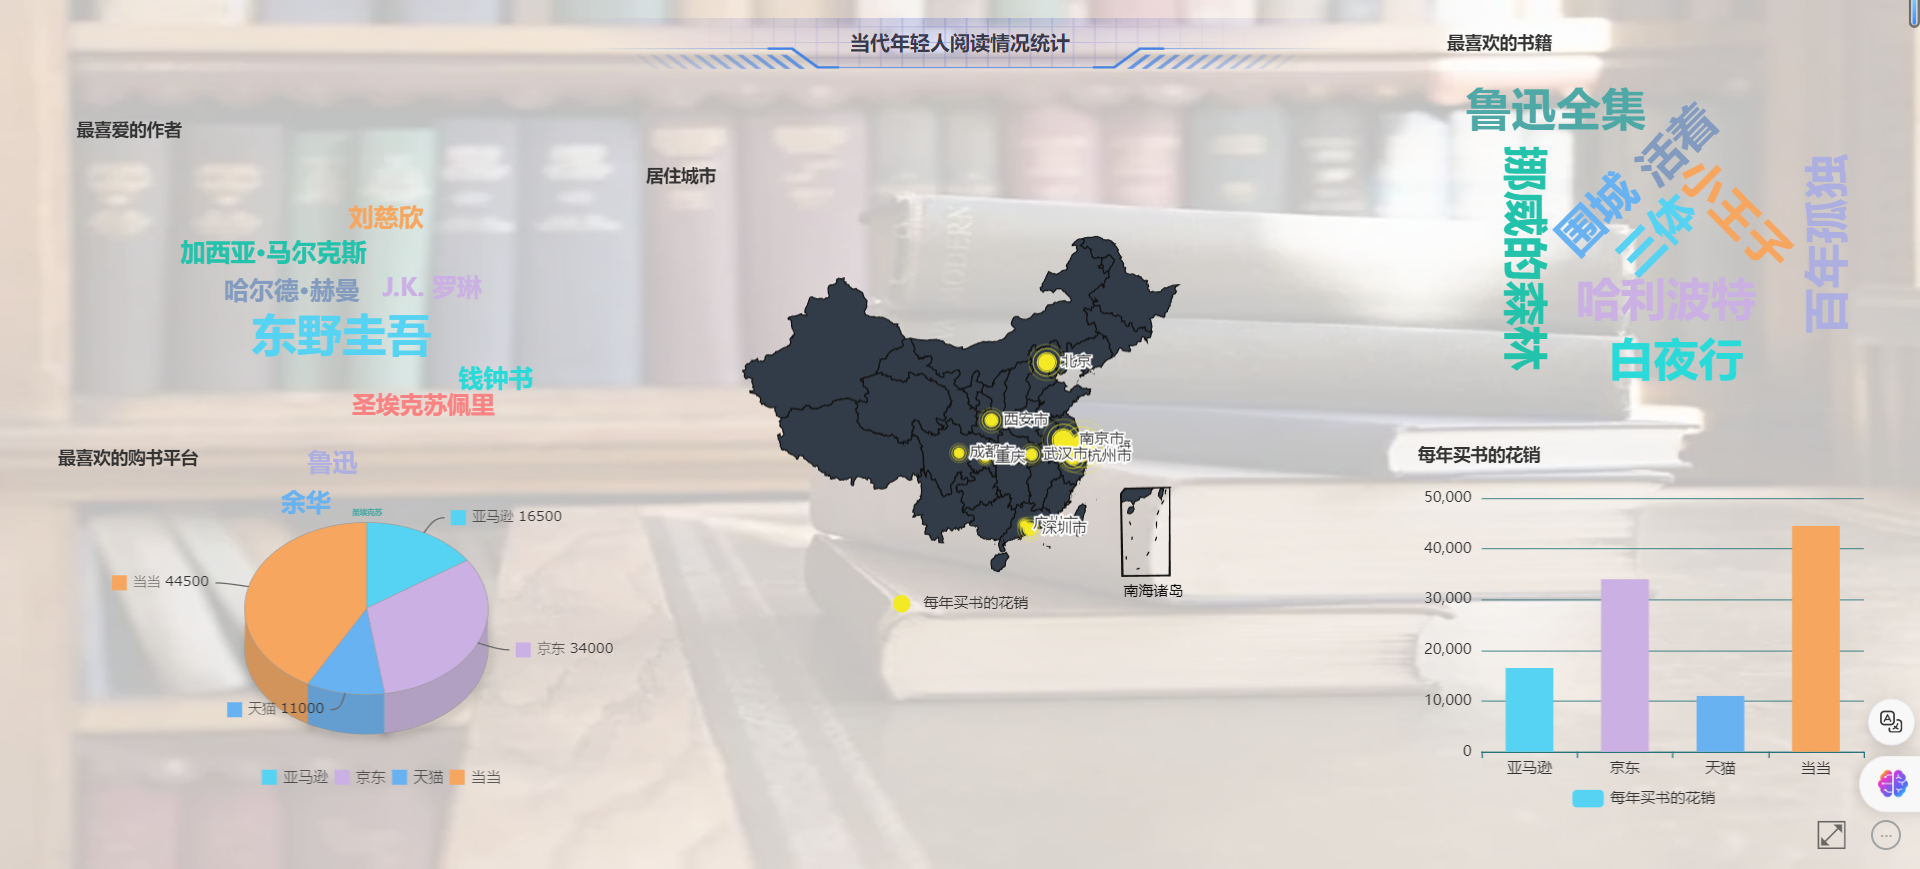 当代年轻人阅读情况统计
最喜爱的作者
刘慈欣
加西亚·马尔克斯
哈尔德·赫曼
J.K. 罗琳
东野圭吾
钱钟书
圣埃克苏佩里
最喜欢的购书平台
鲁迅
余华
圣埃克苏
亚马逊 16500
当当 44500
京东 34000
天猫 11000
亚马逊 京东 天猫 当当
居住城市
北京
西安市
南京市
成都
重庆
武汉市
杭州市
深圳市
南海诸岛
每年买书的花销
最喜欢的书籍
鲁迅全集
活着
挪威的森林
围城
三体
小王子
百年孤独
哈利波特
白夜行
每年买书的花销
50,000
40,000
30,000
20,000
10,000
0
亚马逊 京东 天猫 当当
每年买书的花销